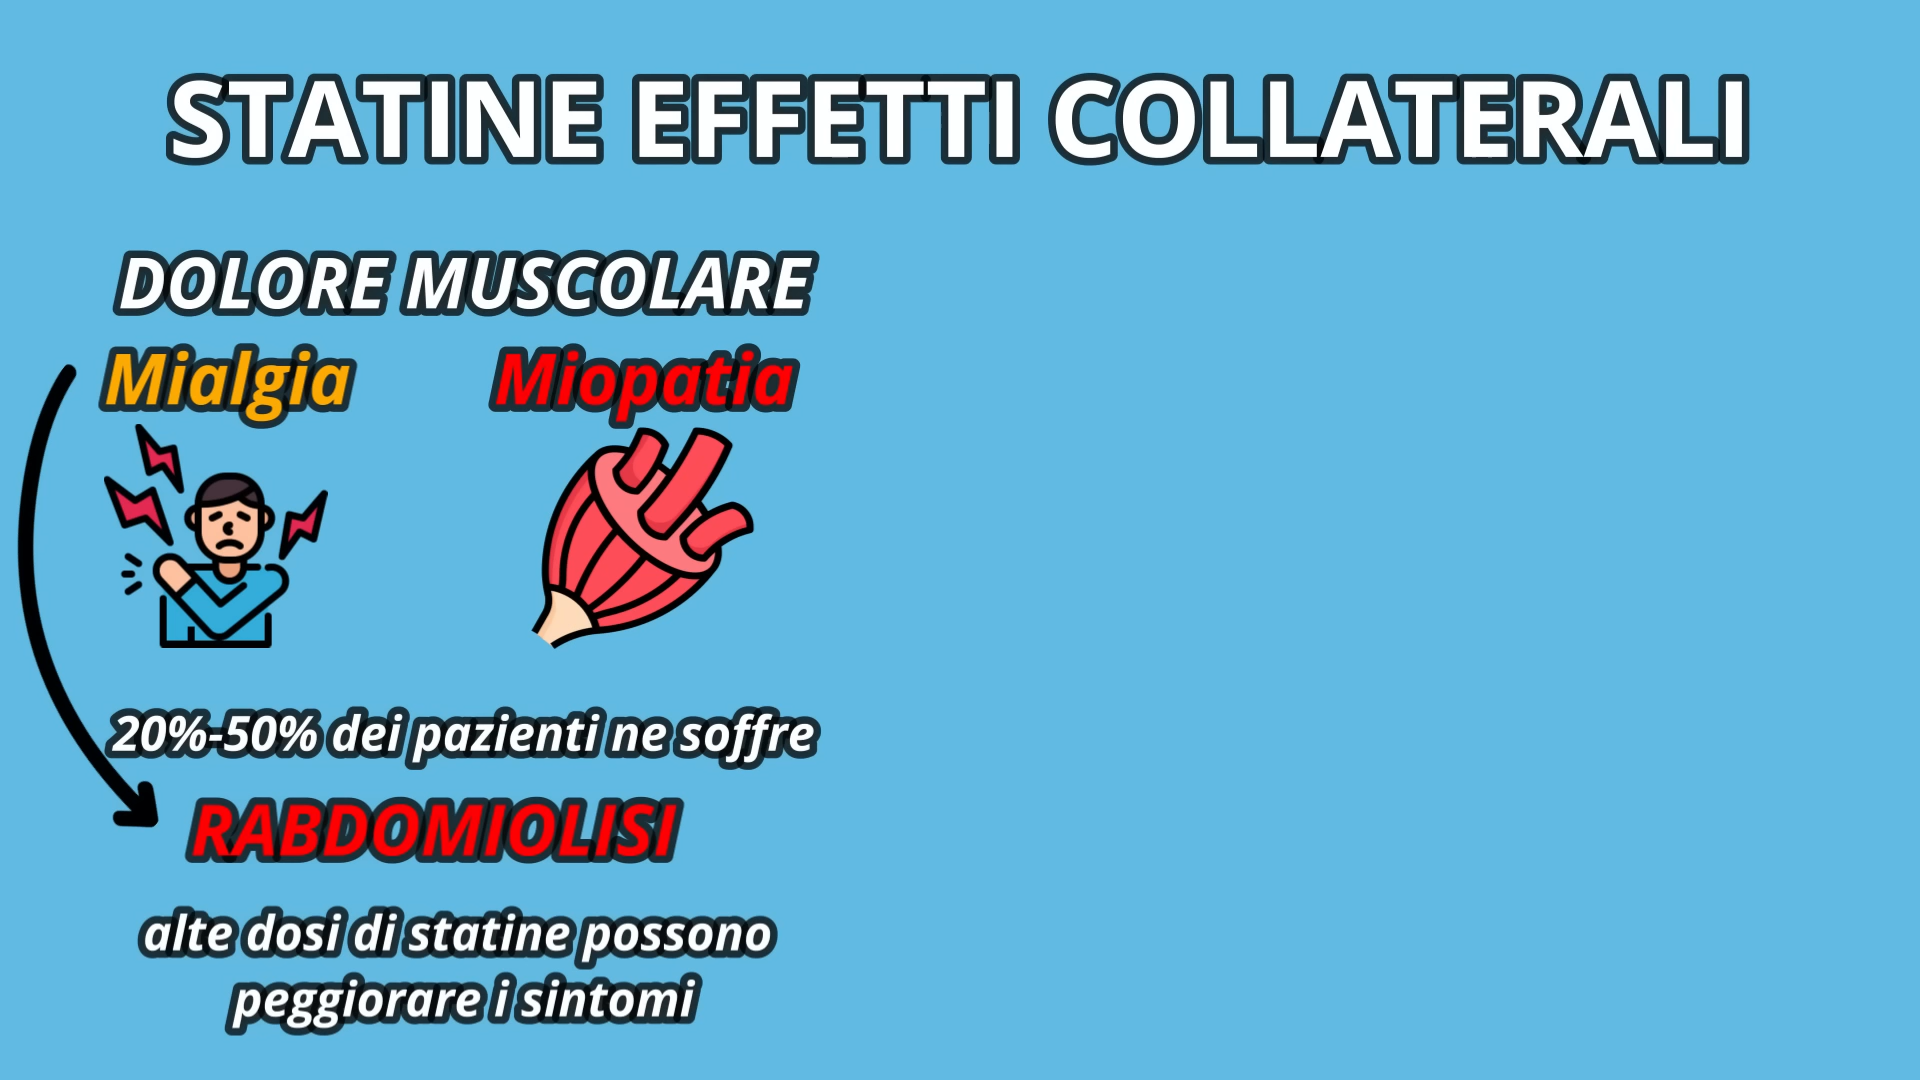 STATINE EFFETTI COLLATERALI
DOLORE MUSCOLARE
Mialgia Miopatia
20%-50% dei pazienti ne soffre
RABDOMIOLISI
alte dosi di statine possono
peggiorare i sintomi